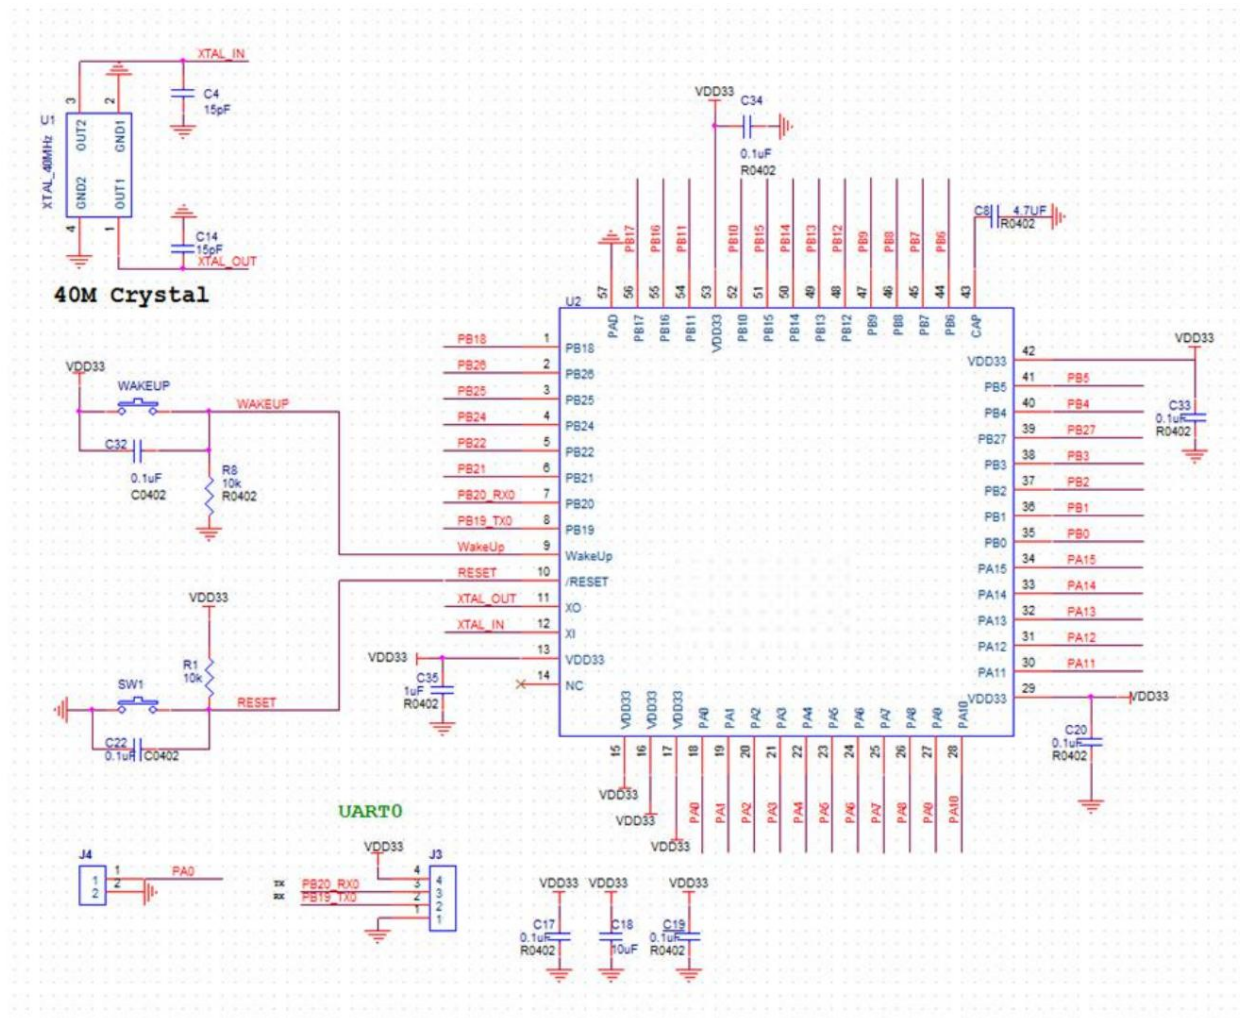 XTAL_IN
C4
15pF
3
2
U1
OUT2
GND1
XTAL_40MHz
GND2
OUT1
4
1
C14
15pF
XTAL_OUT
40M Crystal
VDD33
C34
0.1uF
R0402
C8
4.7UF
R0402
PB17
PB16
PB11
PB10
PB15
PB14
PB13
PB12
PB9
PB8
PB7
PB6
57
56
55
54
53
52
51
50
49
48
47
46
45
44
43
U2
PAD
PB17
PB16
PB11
VDD33
PB10
PB15
PB14
PB13
PB12
PB9
PB8
PB7
PB6
CAP
PB18
1
PB18
PB26
2
PB26
PB25
3
PB25
PB24
4
PB24
PB22
5
PB22
PB21
6
PB21
PB20_RX0
7
PB20
PB19_TX0
8
PB19
WakeUp
9
WakeUp
RESET
10
/RESET
XTAL_OUT
11
XO
XTAL_IN
12
XI
VDD33
13
VDD33
14
NC
C35
1uF
R0402
VDD33
42
VDD33
PB5
41
PB5
PB4
40
PB4
PB27
39
PB27
PB3
38
PB3
PB2
37
PB2
PB1
36
PB1
PB0
35
PB0
PA15
34
PA15
PA14
33
PA14
PA13
32
PA13
PA12
31
PA12
PA11
30
PA11
VDD33
29
VDD33
C33
0.1uF
R0402
C20
0.1uF
R0402
VDD33
WAKEUP
WAKEUP
C32
0.1uF
C0402
R8
10k
R0402
VDD33
R1
10k
SW1
RESET
C22
0.1uF
C0402
VDD33
VDD33
VDD33
PA0
PA1
PA2
PA3
PA4
PA5
PA6
PA7
PA8
PA9
PA10
15
16
17
18
19
20
21
22
23
24
25
26
27
28
VDD33
VDD33
VDD33
PA0
PA1
PA2
PA3
PA4
PA5
PA6
PA7
PA8
PA9
PA10
UART0
J4
1
2
1
2
PA0
VDD33
J3
TX
RX
PB20_RX0
PB19_TX0
4
3
2
1
4
3
2
1
VDD33
VDD33
VDD33
C17
0.1uF
R0402
C18
10uF
C19
0.1uF
R0402